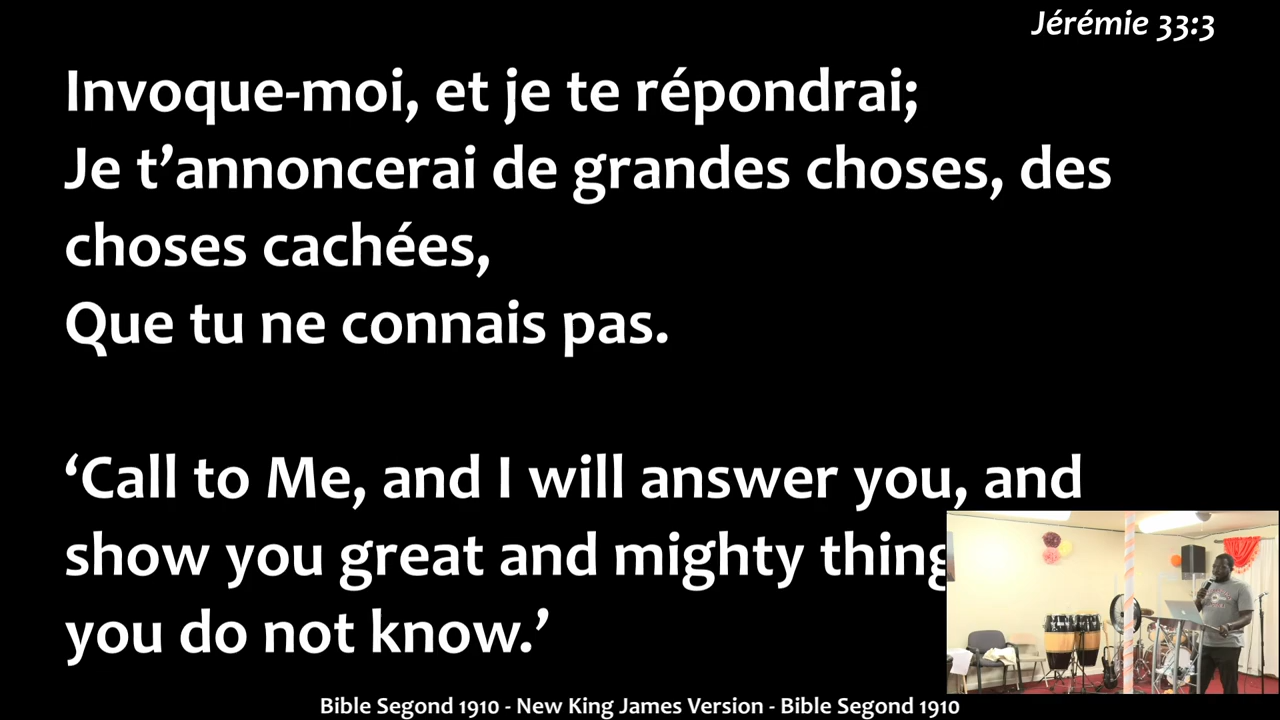 Jérémie 33:3
Invoque-moi, et je te répondrai;
Je t’annoncerai de grandes choses, des
choses cachées,
Que tu ne connais pas.
‘Call to Me, and I will answer you, and
show you great and mighty
you do not know.’
Bible Segond 1910 - New King James Version - Bible Segond 1910